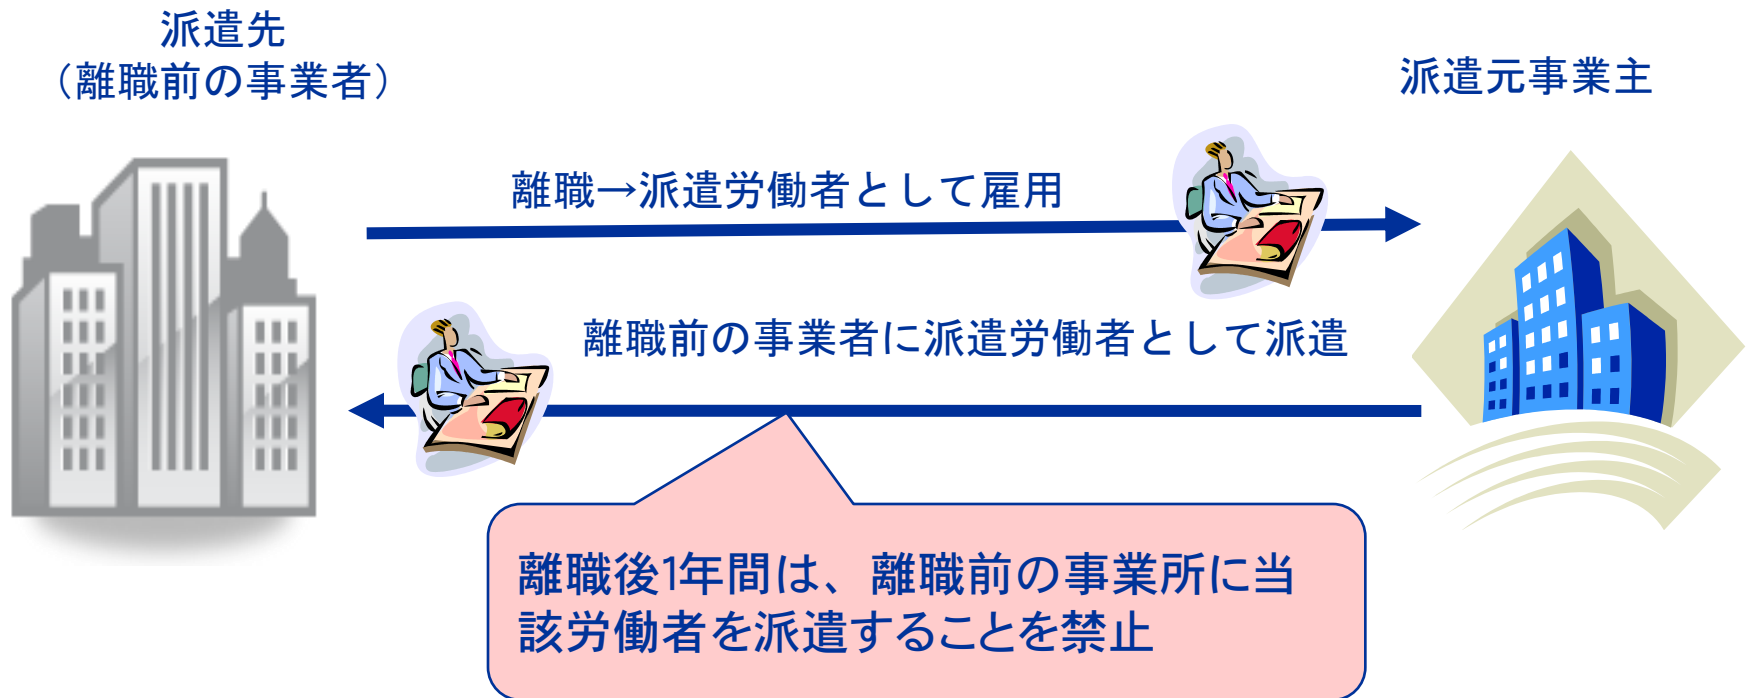 派遣先
（離職前の事業者）
派遣元事業主
離職→派遣労働者として雇用
離職前の事業者に派遣労働者として派遣
離職後1年間は、離職前の事業所に当
該労働者を派遣することを禁止